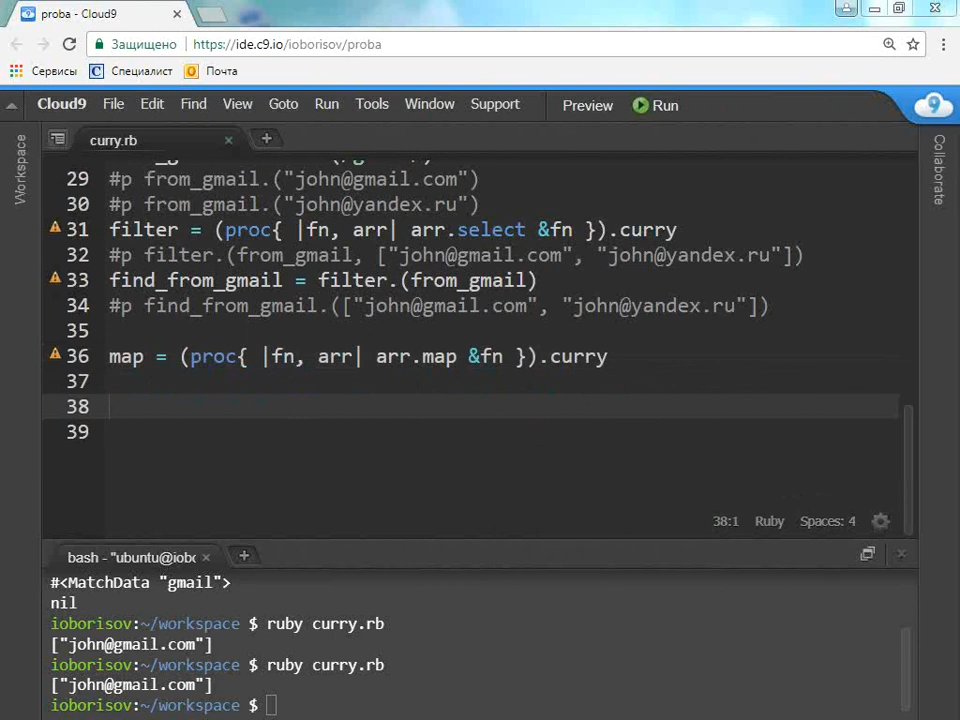 proba - Cloud9
Защищено https://ide.c9.io/ioborisov/proba
Сервисы Специалист Почта
Cloud9 File Edit Find View Goto Run Tools Window Support Preview Run
Workspace
curry.rb
Collaborate
29 #p from_gmail.("john@gmail.com")
30 #p from_gmail.("john@yandex.ru")
31 filter = (proc{ |fn, arr| arr.select &fn }).curry
32 #p filter.(from_gmail, ["john@gmail.com", "john@yandex.ru"])
33 find_from_gmail = filter.(from_gmail)
34 #p find_from_gmail.(["john@gmail.com", "john@yandex.ru"])
35
36 map = (proc{ |fn, arr| arr.map &fn }).curry
37
38
39
38:1 Ruby Spaces: 4
bash - "ubuntu@iobo
#<MatchData "gmail">
nil
ioborisov:~/workspace $ ruby curry.rb
["john@gmail.com"]
ioborisov:~/workspace $ ruby curry.rb
["john@gmail.com"]
ioborisov:~/workspace $